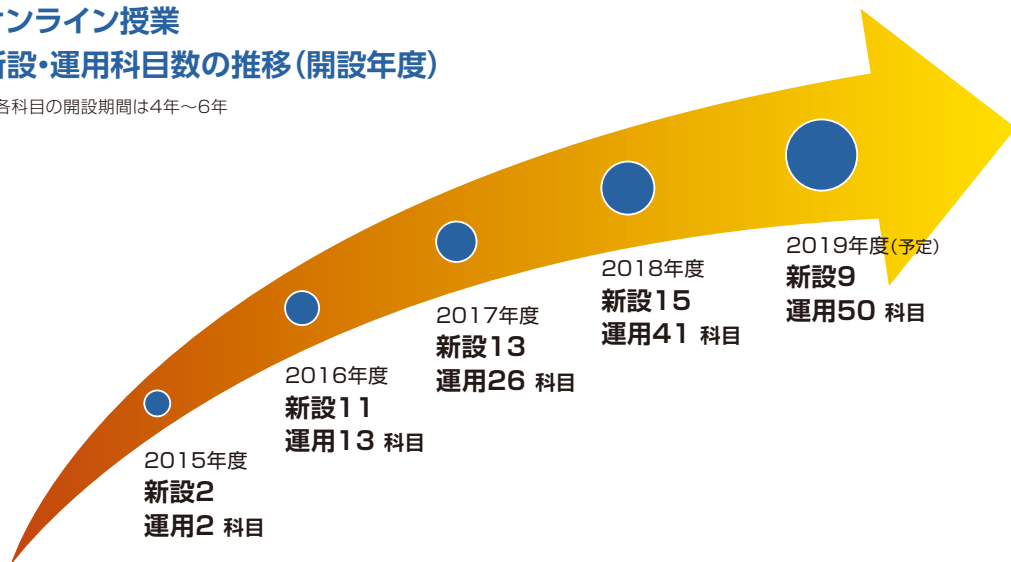 オンライン授業
新設・運用科目数の推移(開設年度)
各科目の開設期間は4年～6年
2019年度(予定)
新設9
運用50 科目
2018年度
新設15
運用41 科目
2017年度
新設13
運用26 科目
2016年度
新設11
運用13 科目
2015年度
新設2
運用2 科目